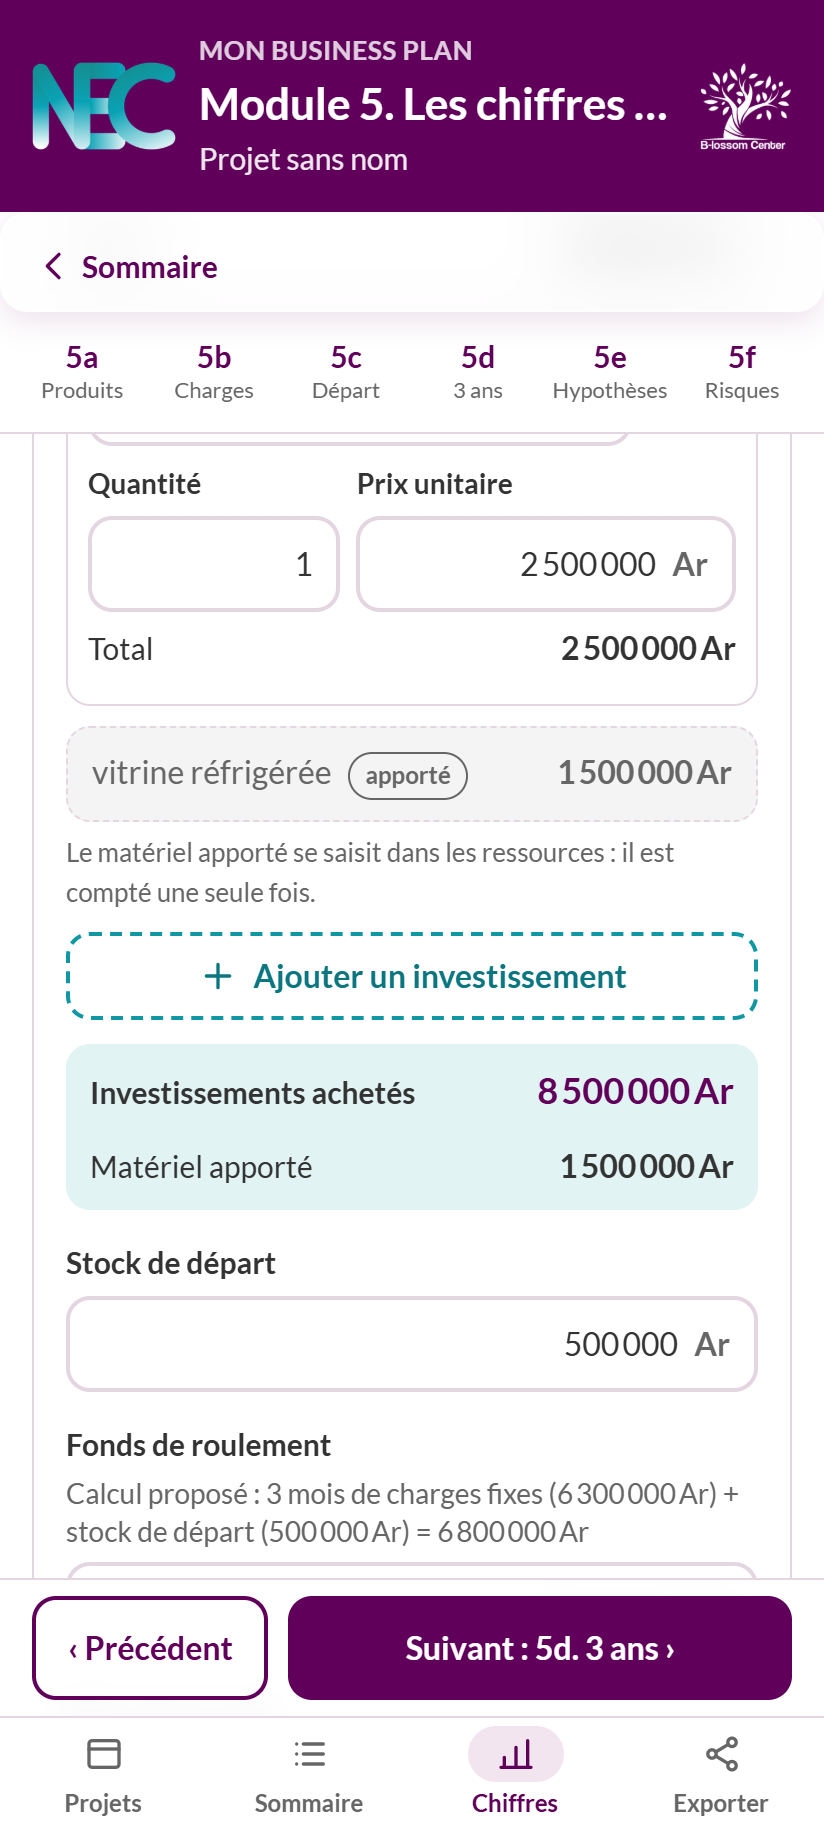 MON BUSINESS PLAN
NEC
Module 5. Les chiffres ...
B-lossom Center
Projet sans nom
Sommaire
5a 5b 5c 5d 5e 5f
Produits Charges Départ 3 ans Hypothèses Risques
Quantité Prix unitaire
1 2 500 000 Ar
Total 2 500 000 Ar
vitrine réfrigérée apporté 1 500 000 Ar
Le matériel apporté se saisit dans les ressources : il est
compté une seule fois.
+ Ajouter un investissement
Investissements achetés 8 500 000 Ar
Matériel apporté 1 500 000 Ar
Stock de départ
500 000 Ar
Fonds de roulement
Calcul proposé : 3 mois de charges fixes (6 300 000 Ar) +
stock de départ (500 000 Ar) = 6 800 000 Ar
‹ Précédent Suivant : 5d. 3 ans ›
Projets Sommaire Chiffres Exporter